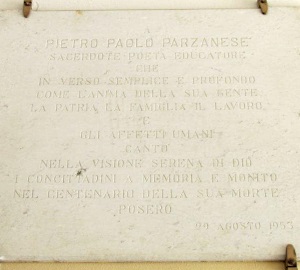 A
PIETRO PAOLO PARZANESE
SACERDOTE POETA EDUCATORE
CHE
IN VERSO SEMPLICE E PROFONDO
COME L'ANIMA DELLA SUA GENTE
LA PATRIA LA FAMIGLIA IL LAVORO
E
GLI AFFETTI UMANI
CANTO'
NELLA VISIONE SERENA DI DIO
I CONCITTADINI A MEMORIA E MONITO
NEL CENTENARIO DELLA SUA MORTE
POSERO
29 AGOSTO 1953